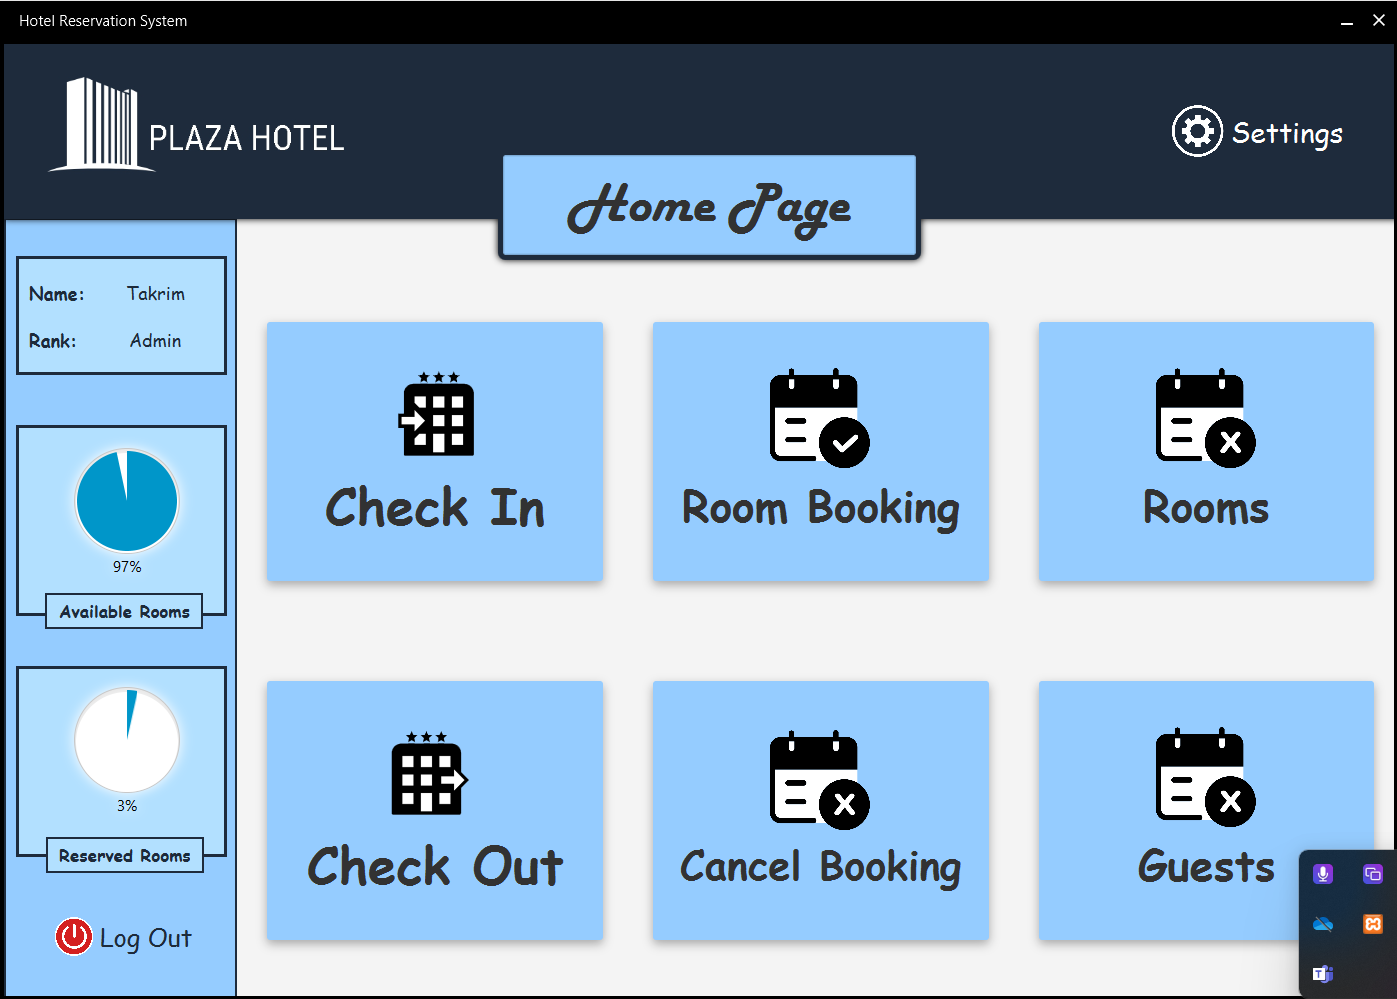 Hotel Reservation System
PLAZA HOTEL
Settings
Home Page
Name: Takrim
Rank: Admin
97%
Available Rooms
3%
Reserved Rooms
Log Out
Check In
Room Booking
Rooms
Check Out
Cancel Booking
Guests